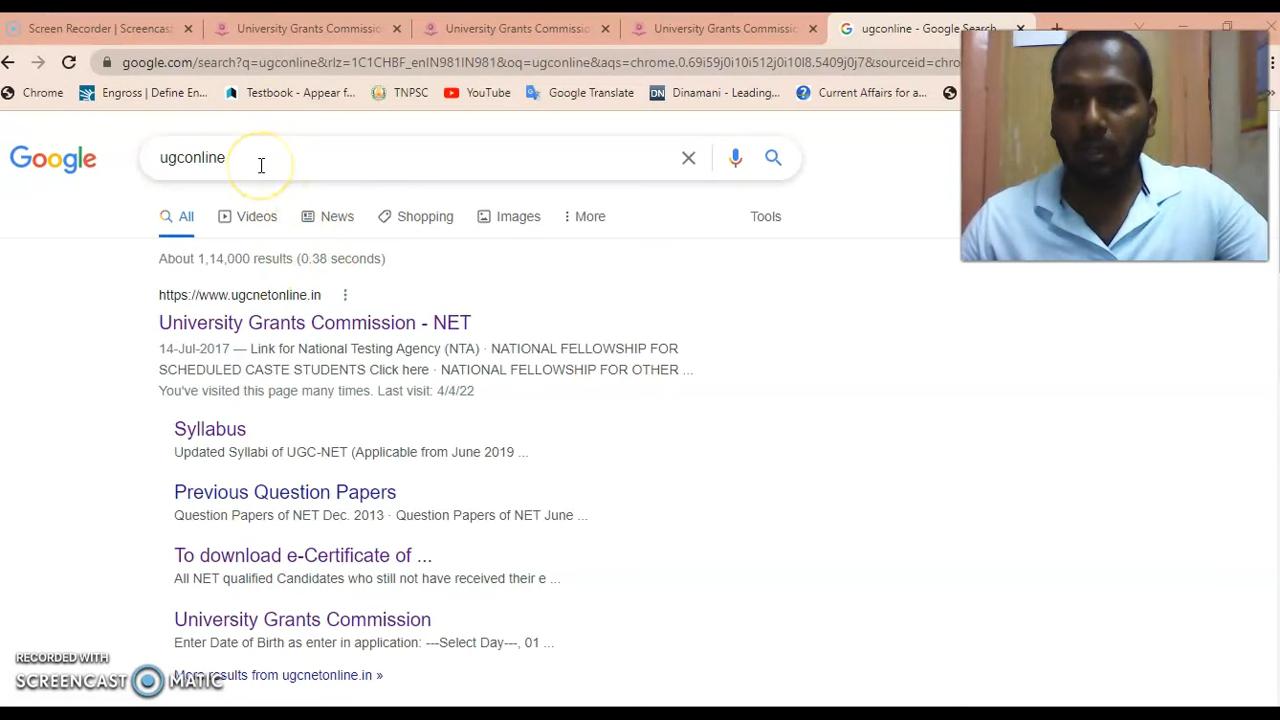 Screen Recorder | Screencas
University Grants Commissio
University Grants Commissio
University Grants Commissio
ugconline - Google Search
google.com/search?q=ugconline&rlz=1C1CHBF_enIN981IN981&oq=ugconline&aqs=chrome.0.69i59j0i10i512j0i10l8.5409j0j7&sourceid=chro
Chrome
Engross | Define En...
Testbook - Appear f...
TNPSC
YouTube
Google Translate
DN Dinamani - Leading...
Current Affairs for a...
Google
ugconline
All
Videos
News
Shopping
Images
More
Tools
About 1,14,000 results (0.38 seconds)
https://www.ugcnetonline.in
University Grants Commission - NET
14-Jul-2017 — Link for National Testing Agency (NTA) · NATIONAL FELLOWSHIP FOR
SCHEDULED CASTE STUDENTS Click here · NATIONAL FELLOWSHIP FOR OTHER ...
You've visited this page many times. Last visit: 4/4/22
Syllabus
Updated Syllabi of UGC-NET (Applicable from June 2019 ...
Previous Question Papers
Question Papers of NET Dec. 2013 · Question Papers of NET June ...
To download e-Certificate of ...
All NET qualified Candidates who still not have received their e ...
University Grants Commission
Enter Date of Birth as enter in application: ---Select Day---, 01 ...
More results from ugcnetonline.in »
RECORDED WITH
SCREENCAST MATIC